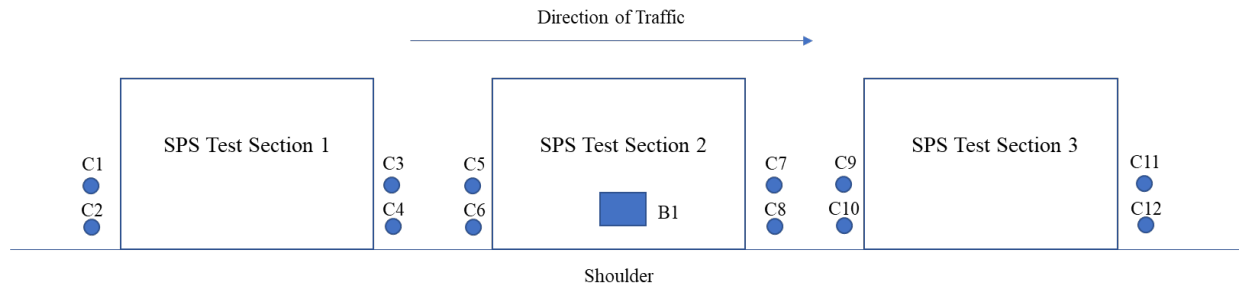 Direction of Traffic
SPS Test Section 1
SPS Test Section 2
SPS Test Section 3
C1
C3
C5
C7
C9
C11
C2
C4
C6
B1
C8
C10
C12
Shoulder